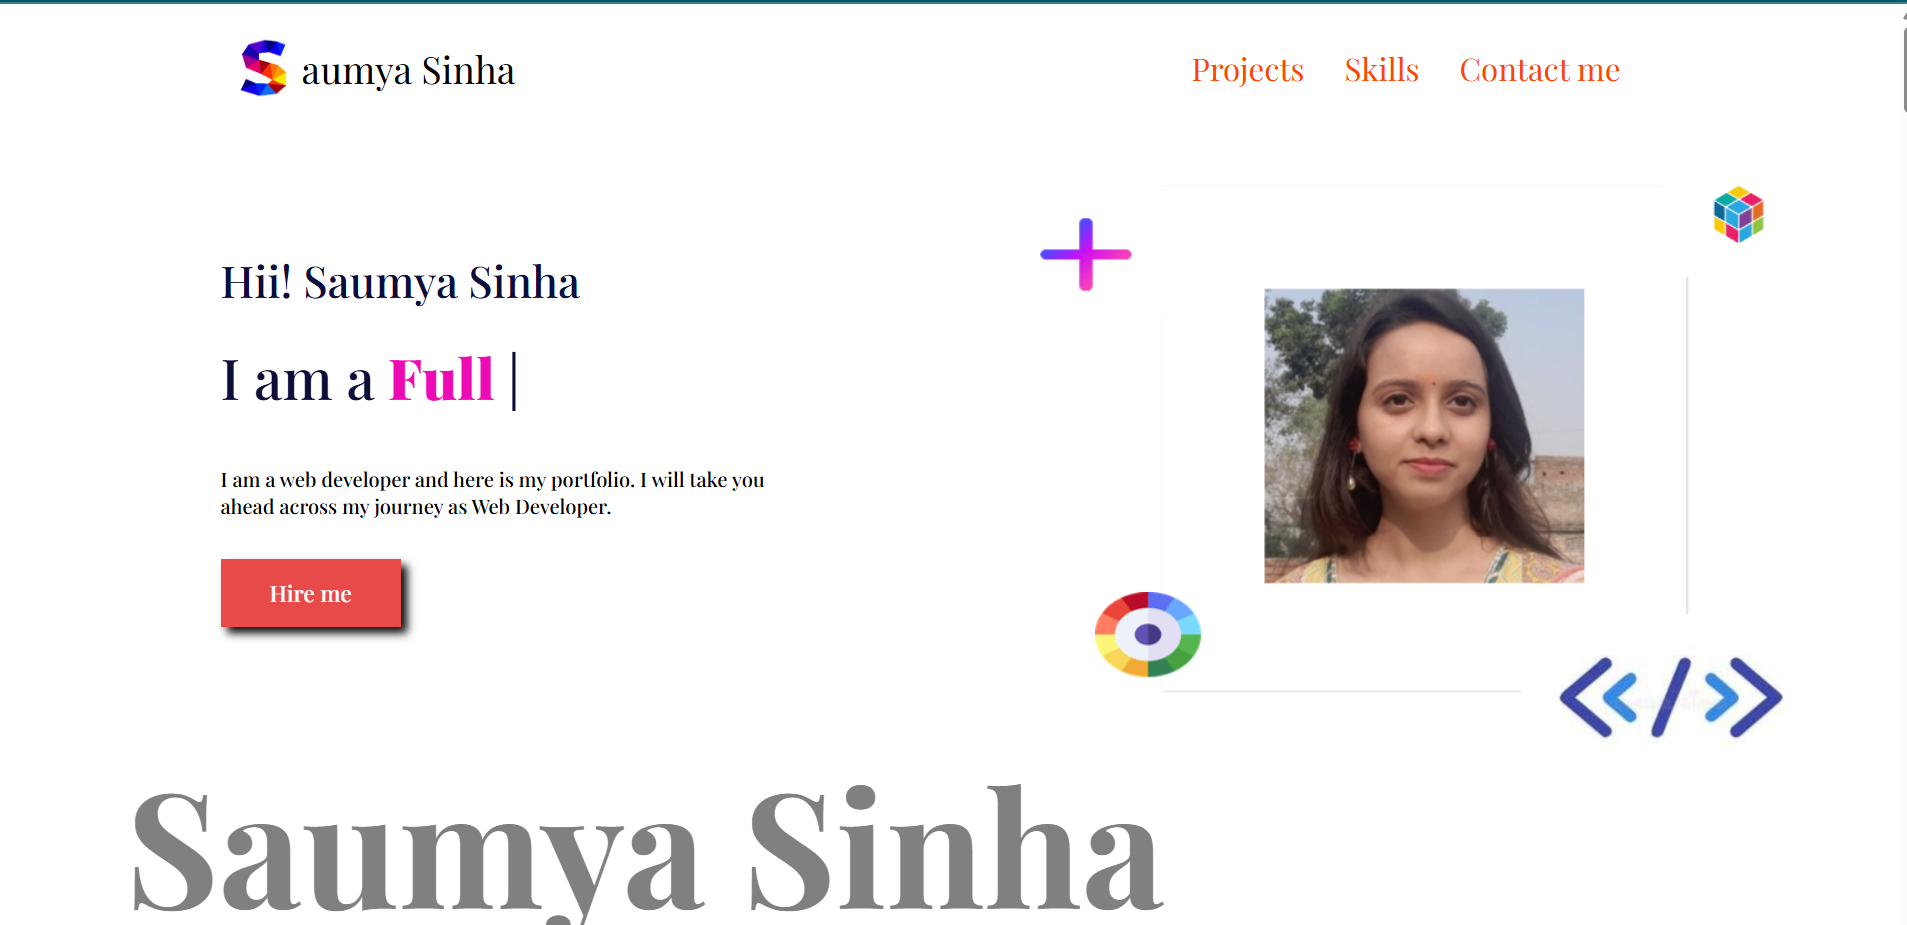 Saumya Sinha
Projects Skills Contact me
Hii! Saumya Sinha
I am a Full |
I am a web developer and here is my portfolio. I will take you
ahead across my journey as Web Developer.
Hire me
<</>>
Saumya Sinha